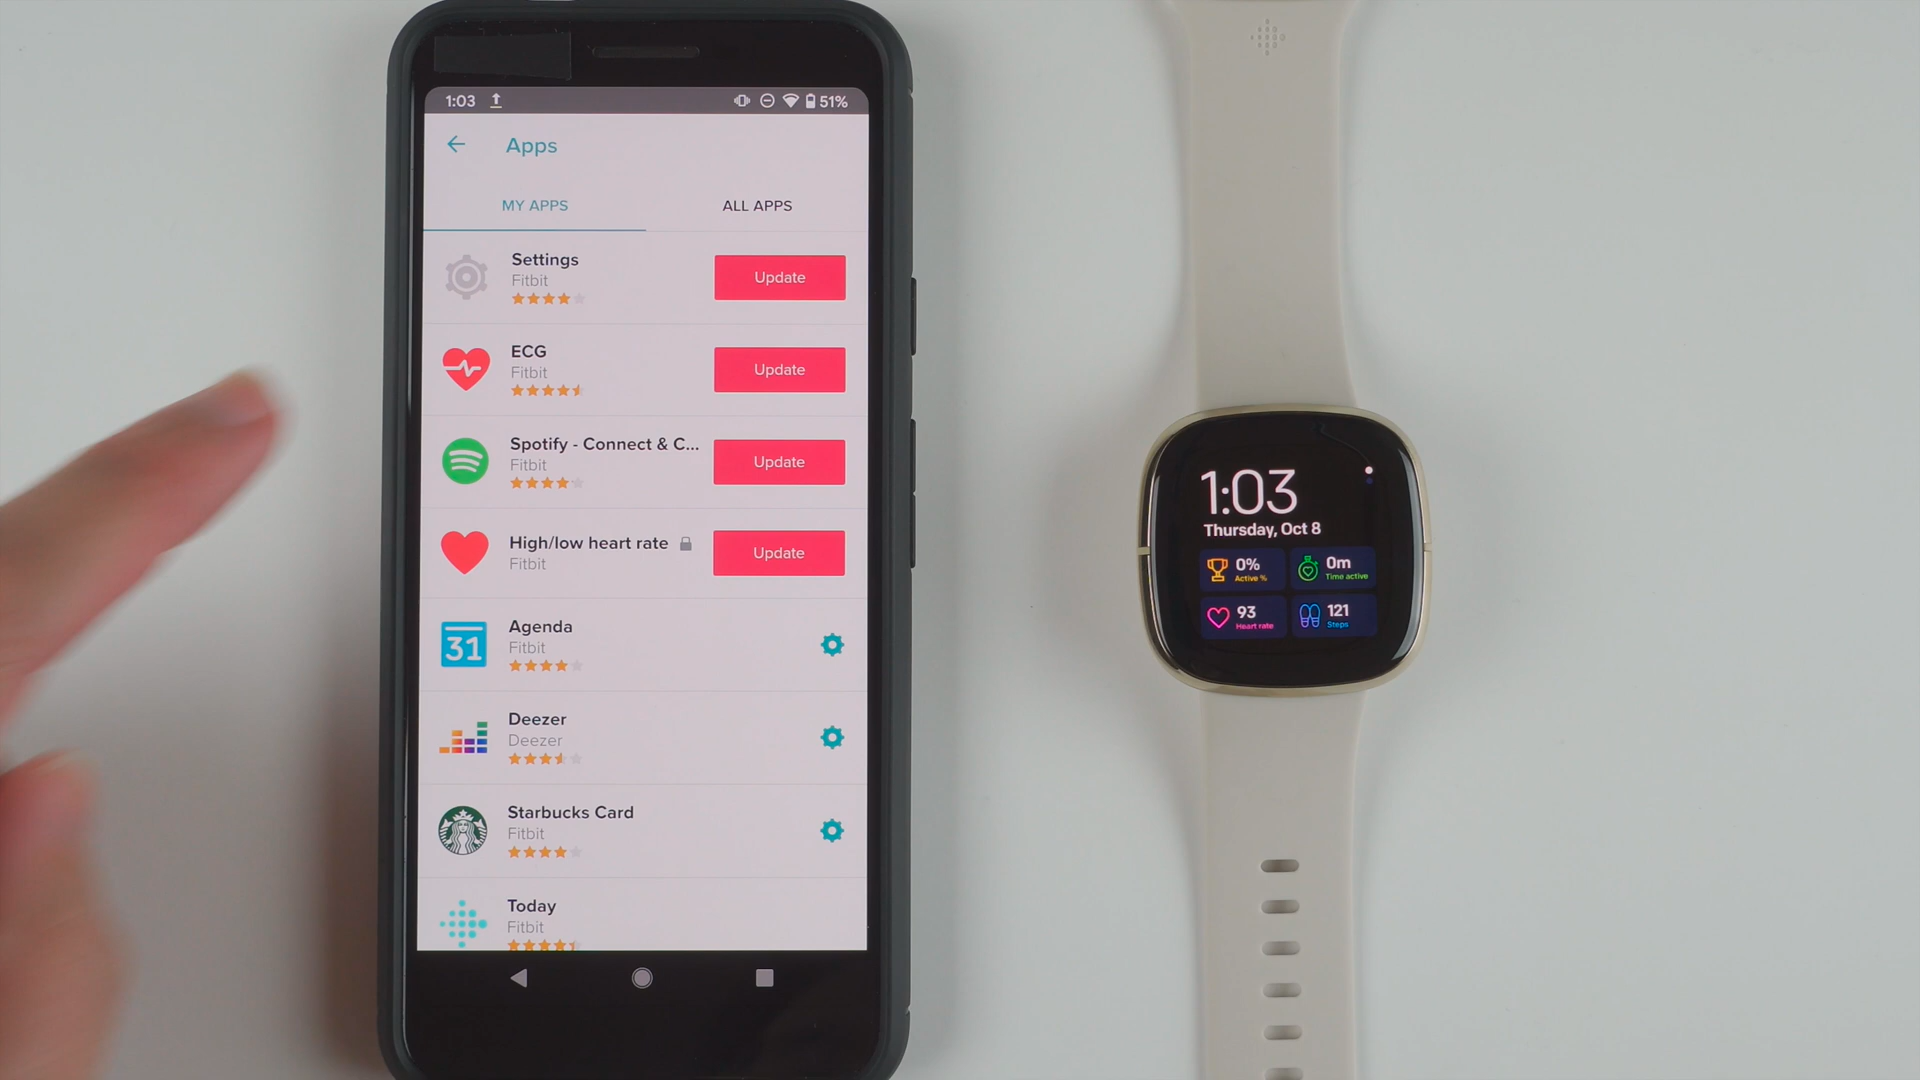 1:03 51%
Apps
MY APPS ALL APPS
Settings
Fitbit
Update
ECG
Fitbit
Update
Spotify - Connect & C...
Fitbit
Update
High/low heart rate
Fitbit
Update
31
Agenda
Fitbit
Deezer
Deezer
Starbucks Card
Fitbit
Today
Fitbit
1:03
Thursday, Oct 8
0% 0m
Active % Time active
93 121
Heart rate Steps